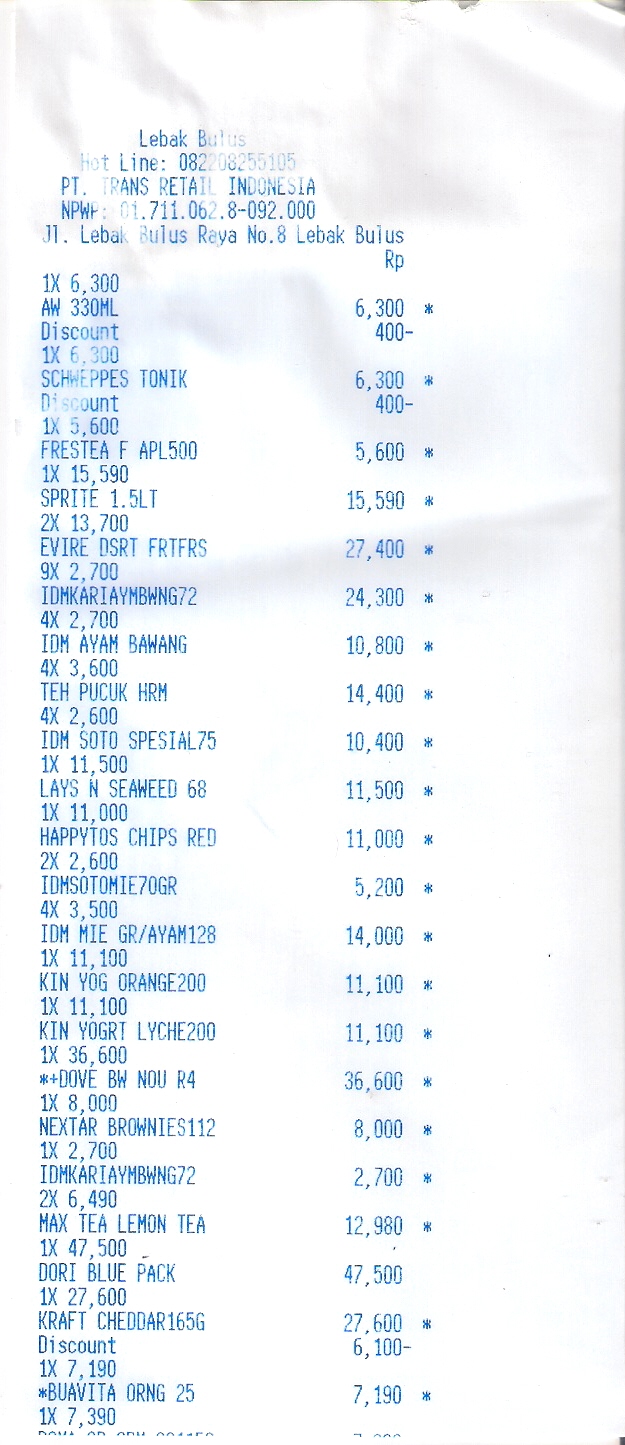 Lebak Bulus
Hot Line: 082208255105
PT. TRANS RETAIL INDONESIA
NPWP: 01.711.062.8-092.000
Jl. Lebak Bulus Raya No.8 Lebak Bulus
Rp
1X 6,300
AW 330ML 6,300 *
Discount 400-
1X 6,300
SCHWEPPES TONIK 6,300 *
Discount 400-
1X 5,600
FRESTEA F APL500 5,600 *
1X 15,590
SPRITE 1.5LT 15,590 *
2X 13,700
EVIRE DSRT FRTFRS 27,400 *
9X 2,700
IDMKARIAYMBWNG72 24,300 *
4X 2,700
IDM AYAM BAWANG 10,800 *
4X 3,600
TEH PUCUK HRM 14,400 *
4X 2,600
IDM SOTO SPESIAL75 10,400 *
1X 11,500
LAYS N SEAWEED 68 11,500 *
1X 11,000
HAPPYTOS CHIPS RED 11,000 *
2X 2,600
IDMSOTOMIE70GR 5,200 *
4X 3,500
IDM MIE GR/AYAM128 14,000 *
1X 11,100
KIN YOG ORANGE200 11,100 *
1X 11,100
KIN YOGRT LYCHE200 11,100 *
1X 36,600
*+DOVE BW NOU R4 36,600 *
1X 8,000
NEXTAR BROWNIES112 8,000 *
1X 2,700
IDMKARIAYMBWNG72 2,700 *
2X 6,490
MAX TEA LEMON TEA 12,980 *
1X 47,500
DORI BLUE PACK 47,500
1X 27,600
KRAFT CHEDDAR165G 27,600 *
Discount 6,100-
1X 7,190
*BUAVITA ORNG 25 7,190 *
1X 7,390